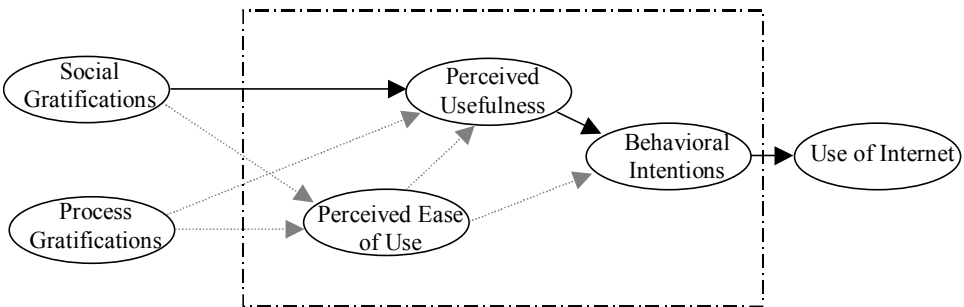 Social
Gratifications
Perceived
Usefulness
Behavioral
Intentions
Use of Internet
Process
Gratifications
Perceived Ease
of Use